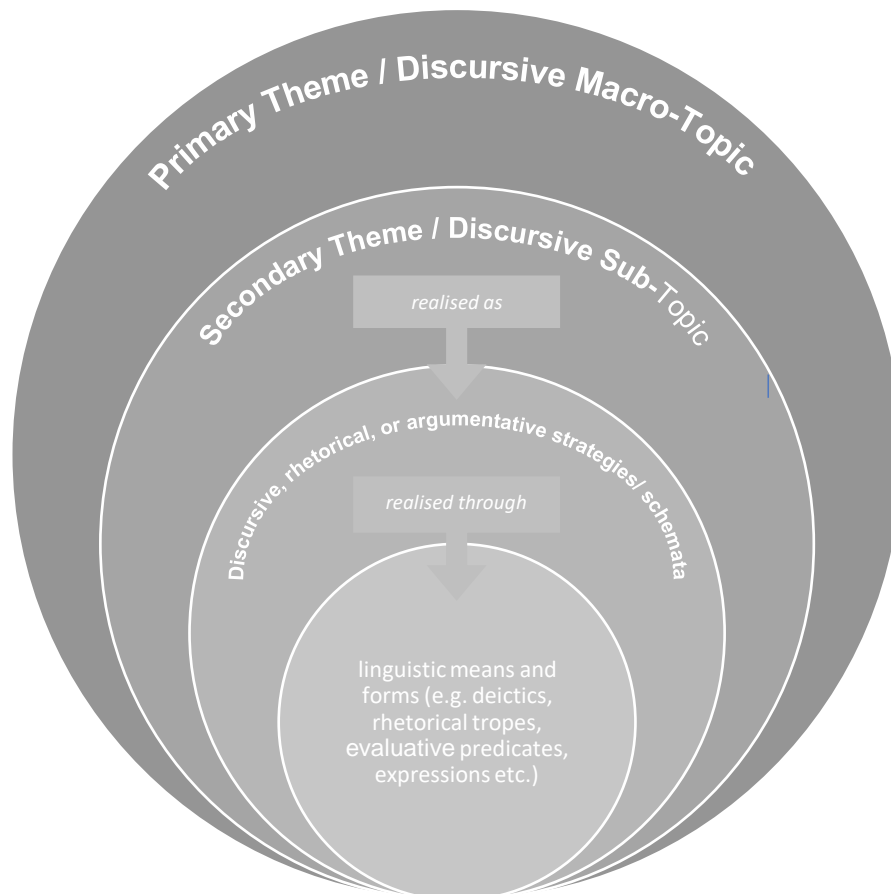 Primary Theme / Discursive Macro-Topic
Secondary Theme / Discursive Sub-Topic
realised as
Discursive, rhetorical, or argumentative strategies/ schemata
realised through
linguistic means and
forms (e.g. deictics,
rhetorical tropes,
evaluative predicates,
expressions etc.)